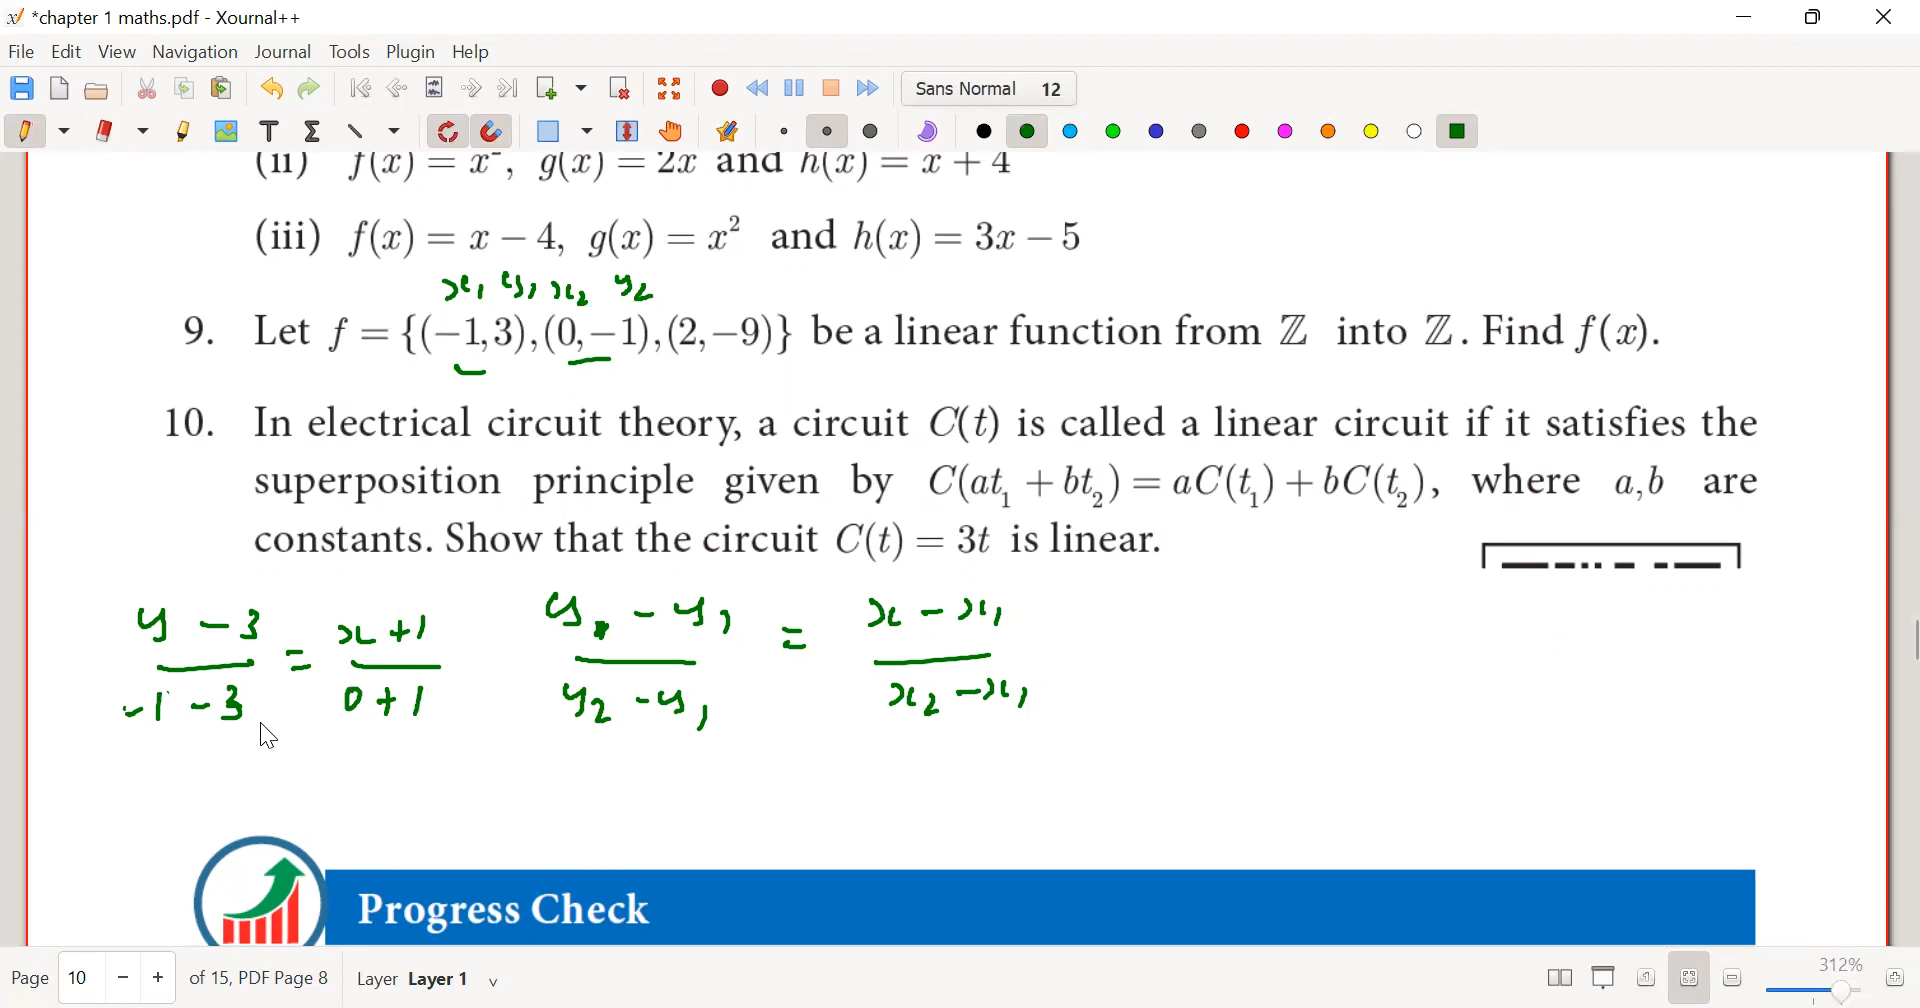 *chapter 1 maths.pdf - Xournal++
File Edit View Navigation Journal Tools Plugin Help
Sans Normal 12
(ii) f(x) = x², g(x) = 2x and h(x) = x + 4
(iii) f(x) = x − 4, g(x) = x² and h(x) = 3x − 5
x₁ y₁ x₂ y₂
9. Let f = {(−1,3),(0,−1),(2,−9)} be a linear function from ℤ into ℤ. Find f(x).
10. In electrical circuit theory, a circuit C(t) is called a linear circuit if it satisfies the
superposition principle given by C(at₁ + bt₂) = aC(t₁) + bC(t₂), where a,b are
constants. Show that the circuit C(t) = 3t is linear.
y − 3 / −1 − 3 = x + 1 / 0 + 1
y − y₁ / y₂ − y₁ = x − x₁ / x₂ − x₁
Progress Check
Page 10 − + of 15, PDF Page 8 Layer Layer 1 312%